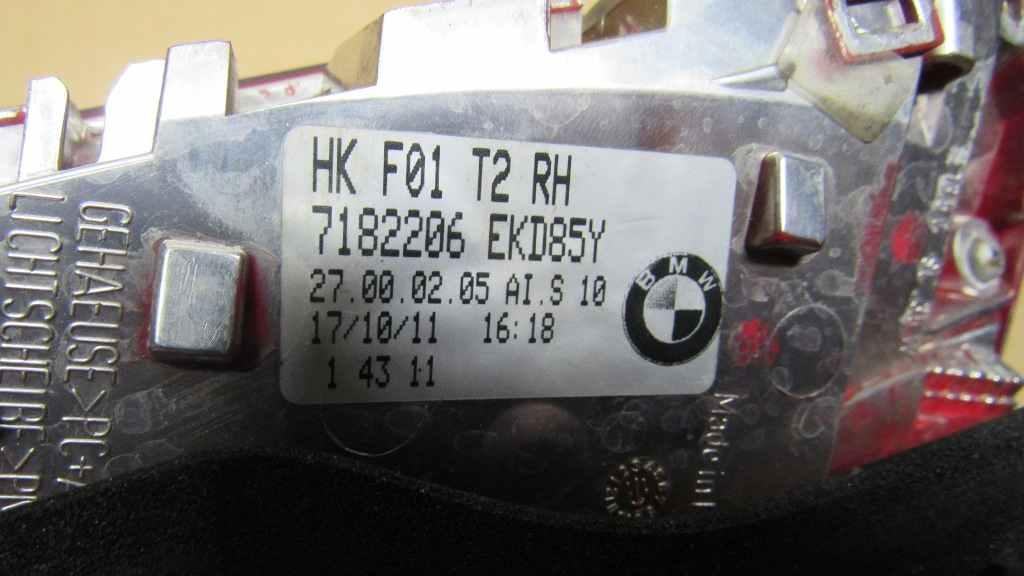 HK F01 T2 RH
7182206 EKD85Y
27.00.02.05 AI.S 10
17/10/11 16:18
1 43 11
BMW
GEHAEUSE>PC+
LICHTSCHEIBE>PM
Made in I